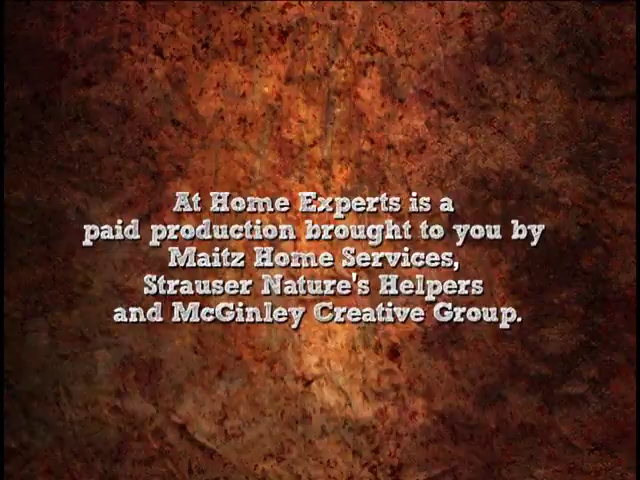 At Home Experts is a
paid production brought to you by
Maitz Home Services,
Strauser Nature's Helpers
and McGinley Creative Group.